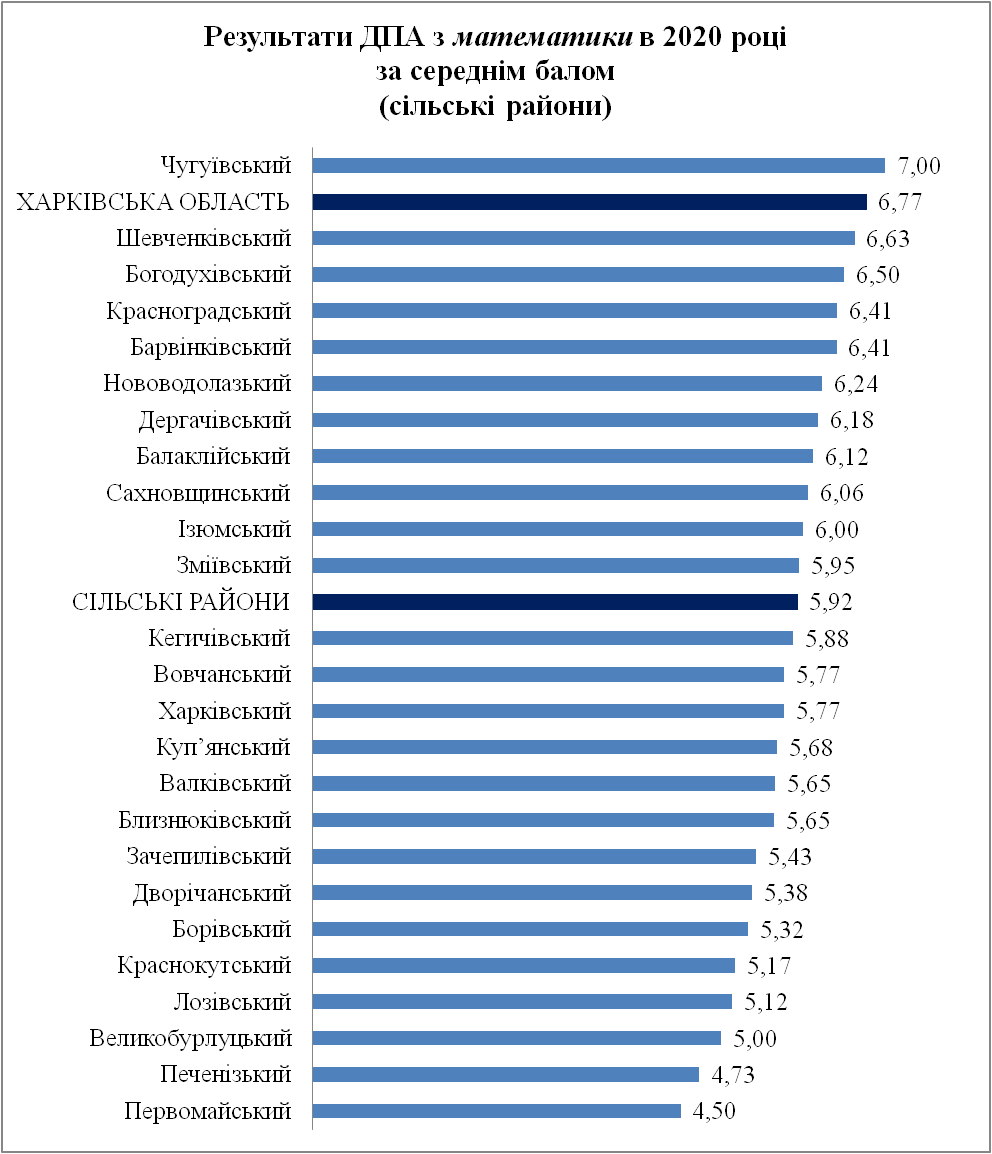 Результати ДПА з математики в 2020 році
за середнім балом
(сільські райони)
Чугуївський 7,00
ХАРКІВСЬКА ОБЛАСТЬ 6,77
Шевченківський 6,63
Богодухівський 6,50
Красноградський 6,41
Барвінківський 6,41
Нововодолазький 6,24
Дергачівський 6,18
Балаклійський 6,12
Сахновщинський 6,06
Ізюмський 6,00
Зміївський 5,95
СІЛЬСЬКІ РАЙОНИ 5,92
Кегичівський 5,88
Вовчанський 5,77
Харківський 5,77
Куп’янський 5,68
Валківський 5,65
Близнюківський 5,65
Зачепилівський 5,43
Дворічанський 5,38
Борівський 5,32
Краснокутський 5,17
Лозівський 5,12
Великобурлуцький 5,00
Печенізький 4,73
Первомайський 4,50